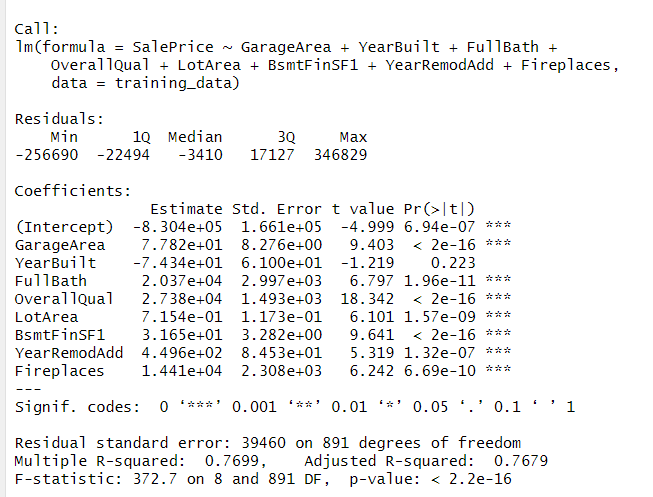 Call:
lm(formula = SalePrice ~ GarageArea + YearBuilt + FullBath +
    OverallQual + LotArea + BsmtFinSF1 + YearRemodAdd + Fireplaces,
    data = training_data)

Residuals:
    Min      1Q  Median      3Q     Max
-256690  -22494   -3410   17127  346829

Coefficients:
               Estimate Std. Error t value Pr(>|t|)
(Intercept)  -8.304e+05  1.661e+05  -4.999 6.94e-07 ***
GarageArea    7.782e+01  8.276e+00   9.403  < 2e-16 ***
YearBuilt    -7.434e+01  6.100e+01  -1.219    0.223
FullBath      2.037e+04  2.997e+03   6.797 1.96e-11 ***
OverallQual   2.738e+04  1.493e+03  18.342  < 2e-16 ***
LotArea       7.154e-01  1.173e-01   6.101 1.57e-09 ***
BsmtFinSF1    3.165e+01  3.282e+00   9.641  < 2e-16 ***
YearRemodAdd  4.496e+02  8.453e+01   5.319 1.32e-07 ***
Fireplaces    1.441e+04  2.308e+03   6.242 6.69e-10 ***
---
Signif. codes:  0 ‘***’ 0.001 ‘**’ 0.01 ‘*’ 0.05 ‘.’ 0.1 ‘ ’ 1

Residual standard error: 39460 on 891 degrees of freedom
Multiple R-squared:  0.7699,    Adjusted R-squared:  0.7679
F-statistic: 372.7 on 8 and 891 DF,  p-value: < 2.2e-16